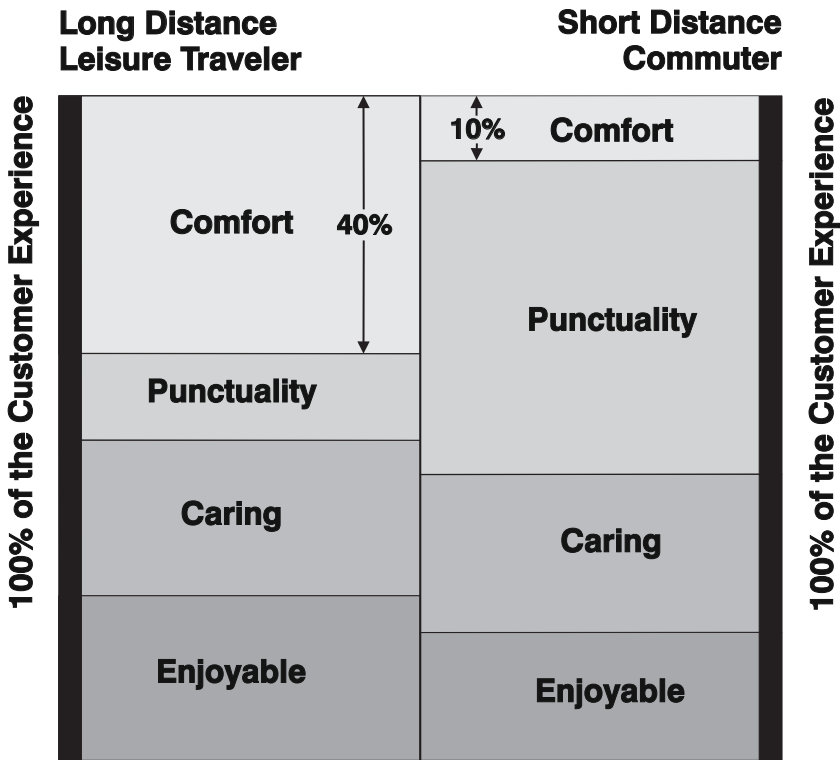 Long Distance
Leisure Traveler
Short Distance
Commuter
100% of the Customer Experience
Comfort
40%
Punctuality
Caring
Enjoyable
10%
Comfort
Punctuality
Caring
Enjoyable
100% of the Customer Experience